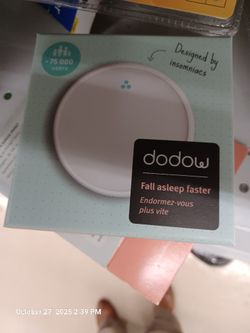 +75 000
users
Designed by
insomniacs
dodow
Fall asleep faster
Endormez-vous
plus vite
October 27, 2025 2:39 PM